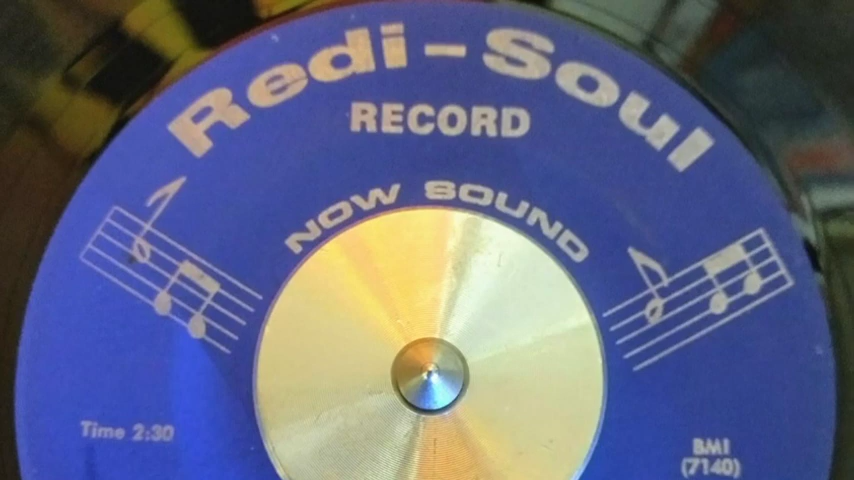 Redi-Soul
RECORD
NOW SOUND
Time 2:30
BMI
(7140)